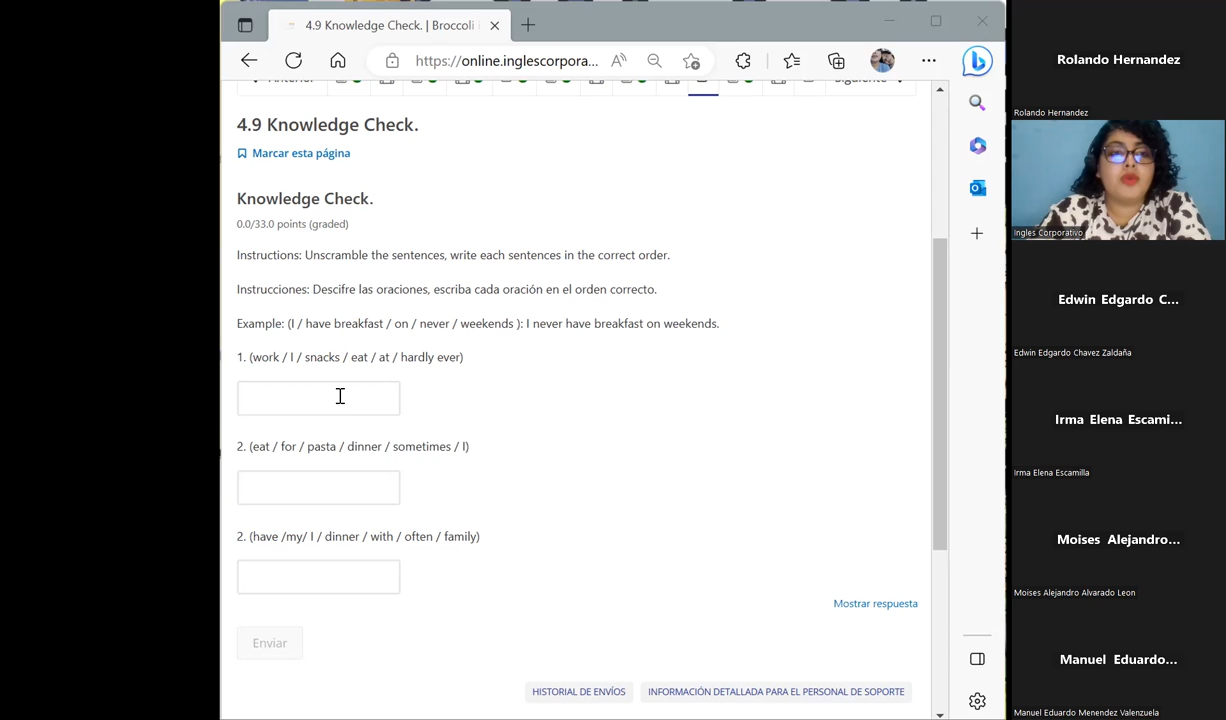 4.9 Knowledge Check. | Broccoli
https://online.inglescorpora...
Siguiente
4.9 Knowledge Check.
Marcar esta página
Knowledge Check.
0.0/33.0 points (graded)
Instructions: Unscramble the sentences, write each sentences in the correct order.
Instrucciones: Descifre las oraciones, escriba cada oración en el orden correcto.
Example: (I / have breakfast / on / never / weekends ): I never have breakfast on weekends.
1. (work / I / snacks / eat / at / hardly ever)
2. (eat / for / pasta / dinner / sometimes / I)
2. (have /my/ I / dinner / with / often / family)
Mostrar respuesta
Enviar
HISTORIAL DE ENVÍOS
INFORMACIÓN DETALLADA PARA EL PERSONAL DE SOPORTE
Rolando Hernandez
Rolando Hernandez
Ingles Corporativo
Edwin Edgardo C...
Edwin Edgardo Chavez Zaldaña
Irma Elena Escami...
Irma Elena Escamilla
Moises Alejandro...
Moises Alejandro Alvarado Leon
Manuel Eduardo...
Manuel Eduardo Menendez Valenzuela